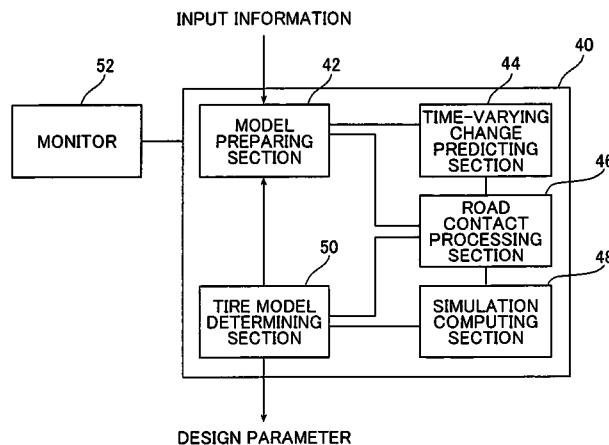 INPUT INFORMATION
40
52
42
44
MONITOR
MODEL
PREPARING
SECTION
TIME-VARYING
CHANGE
PREDICTING
SECTION
46
ROAD
CONTACT
PROCESSING
SECTION
50
48
TIRE MODEL
DETERMINING
SECTION
SIMULATION
COMPUTING
SECTION
DESIGN PARAMETER